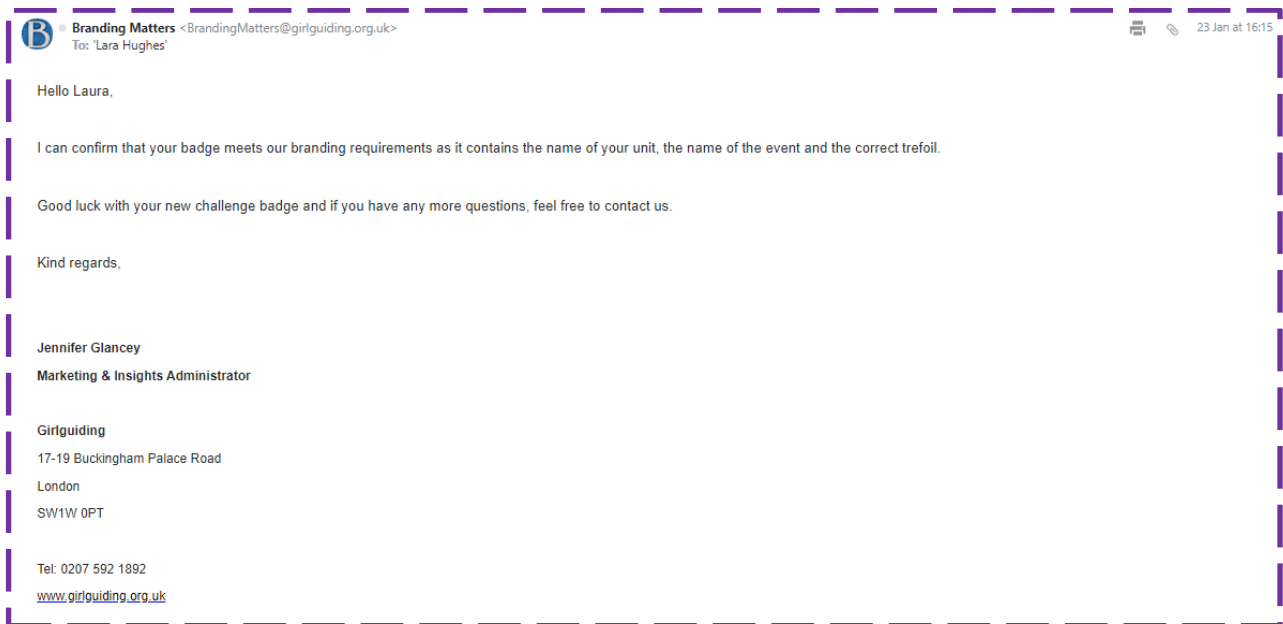 B
Branding Matters <BrandingMatters@girlguiding.org.uk>
To: 'Lara Hughes'
23 Jan at 16:15
Hello Laura,
I can confirm that your badge meets our branding requirements as it contains the name of your unit, the name of the event and the correct trefoil.
Good luck with your new challenge badge and if you have any more questions, feel free to contact us.
Kind regards,
Jennifer Glancey
Marketing & Insights Administrator
Girlguiding
17-19 Buckingham Palace Road
London
SW1W 0PT
Tel: 0207 592 1892
www.girlguiding.org.uk